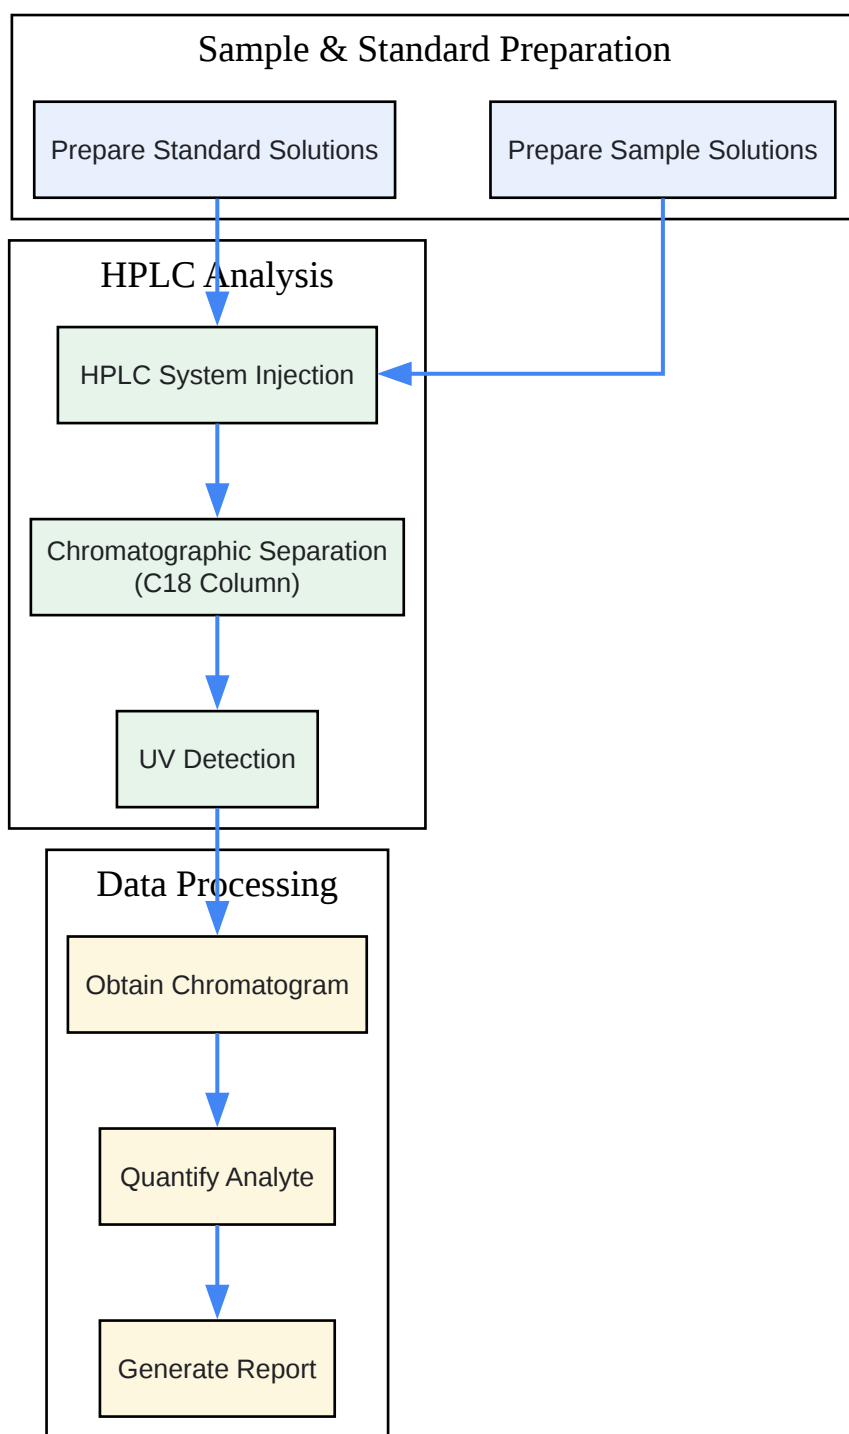 Sample & Standard Preparation
Prepare Standard Solutions
Prepare Sample Solutions
HPLC Analysis
HPLC System Injection
Chromatographic Separation
(C18 Column)
UV Detection
Data Processing
Obtain Chromatogram
Quantify Analyte
Generate Report